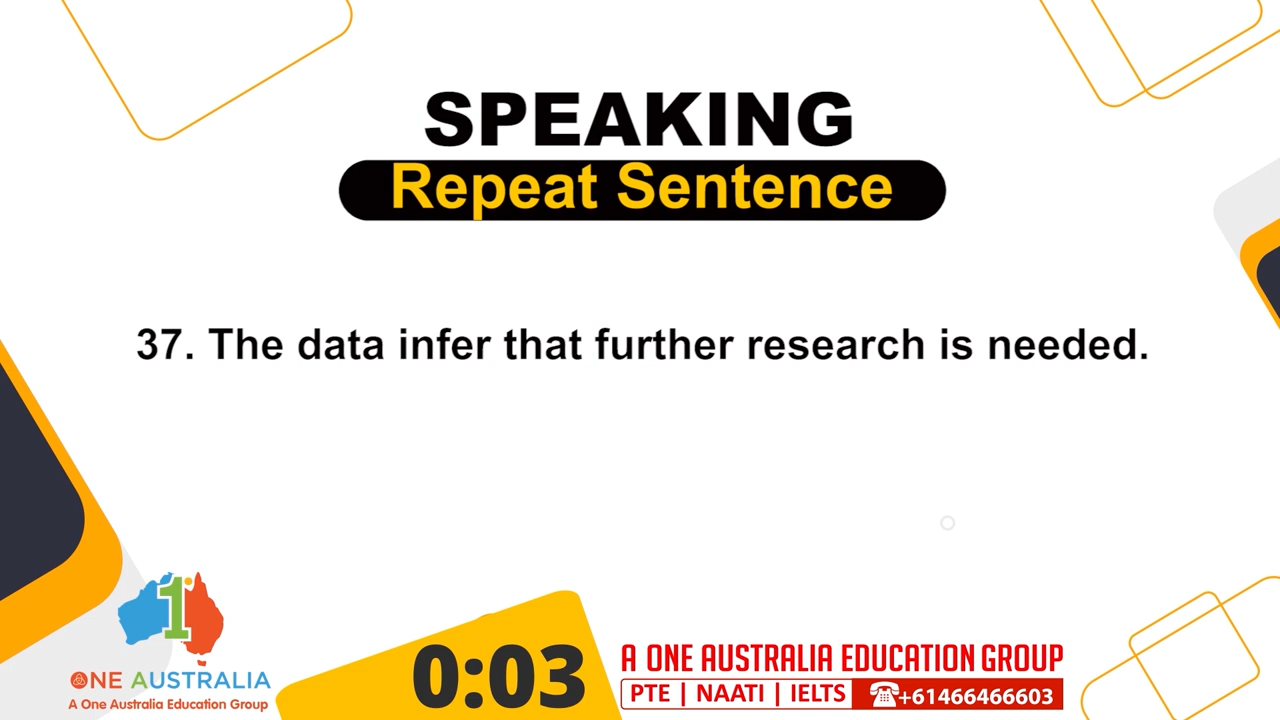 SPEAKING
Repeat Sentence
37. The data infer that further research is needed.
1
ONE AUSTRALIA
A One Australia Education Group
0:03
A ONE AUSTRALIA EDUCATION GROUP
PTE | NAATI | IELTS ☎+61466466603